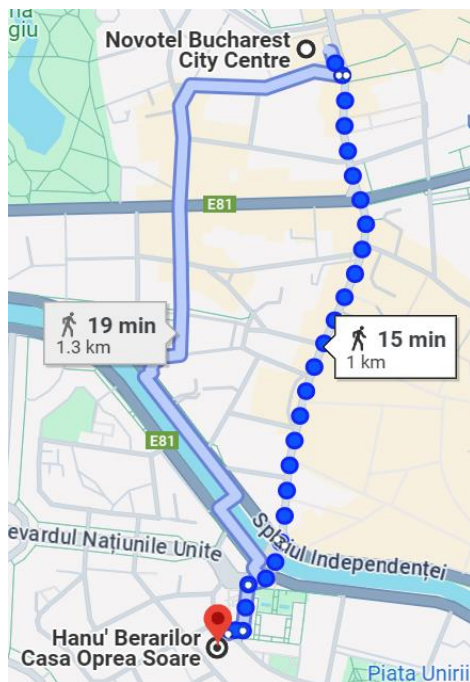 na
giu
Novotel Bucharest
City Centre
E81
19 min
1.3 km
15 min
1 km
E81
Splaiul Independenței
evardul Națiunile Unite
Hanu' Berarilor
Casa Oprea Soare
Piata Unirii